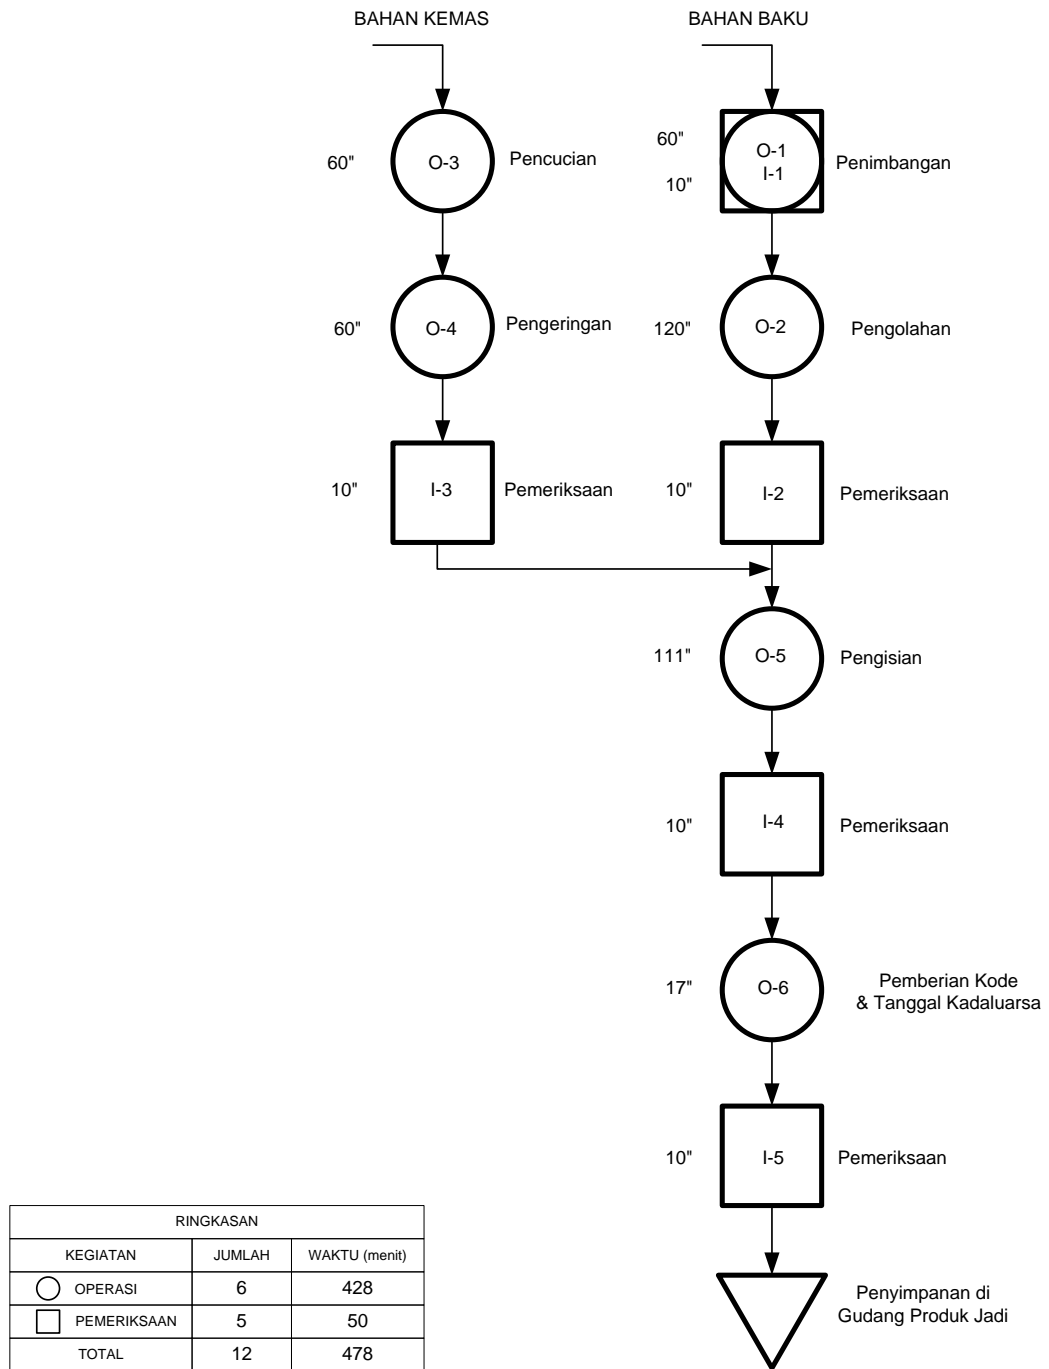 BAHAN KEMAS
BAHAN BAKU
60"
O-3
Pencucian
60"
10"
O-1
I-1
Penimbangan
60"
O-4
Pengeringan
120"
O-2
Pengolahan
10"
I-3
Pemeriksaan
10"
I-2
Pemeriksaan
111"
O-5
Pengisian
10"
I-4
Pemeriksaan
17"
O-6
Pemberian Kode
& Tanggal Kadaluarsa
10"
I-5
Pemeriksaan
Penyimpanan di
Gudang Produk Jadi
RINGKASAN
KEGIATAN JUMLAH WAKTU (menit)
OPERASI 6 428
PEMERIKSAAN 5 50
TOTAL 12 478